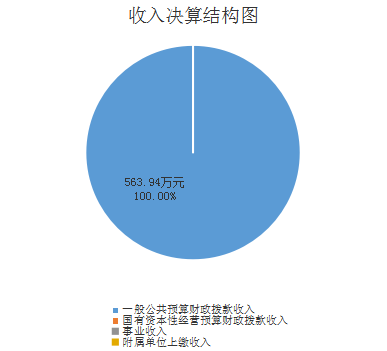 收入决算结构图
563.94万元
100.00%
一般公共预算财政拨款收入
国有资本性经营预算财政拨款收入
事业收入
附属单位上缴收入